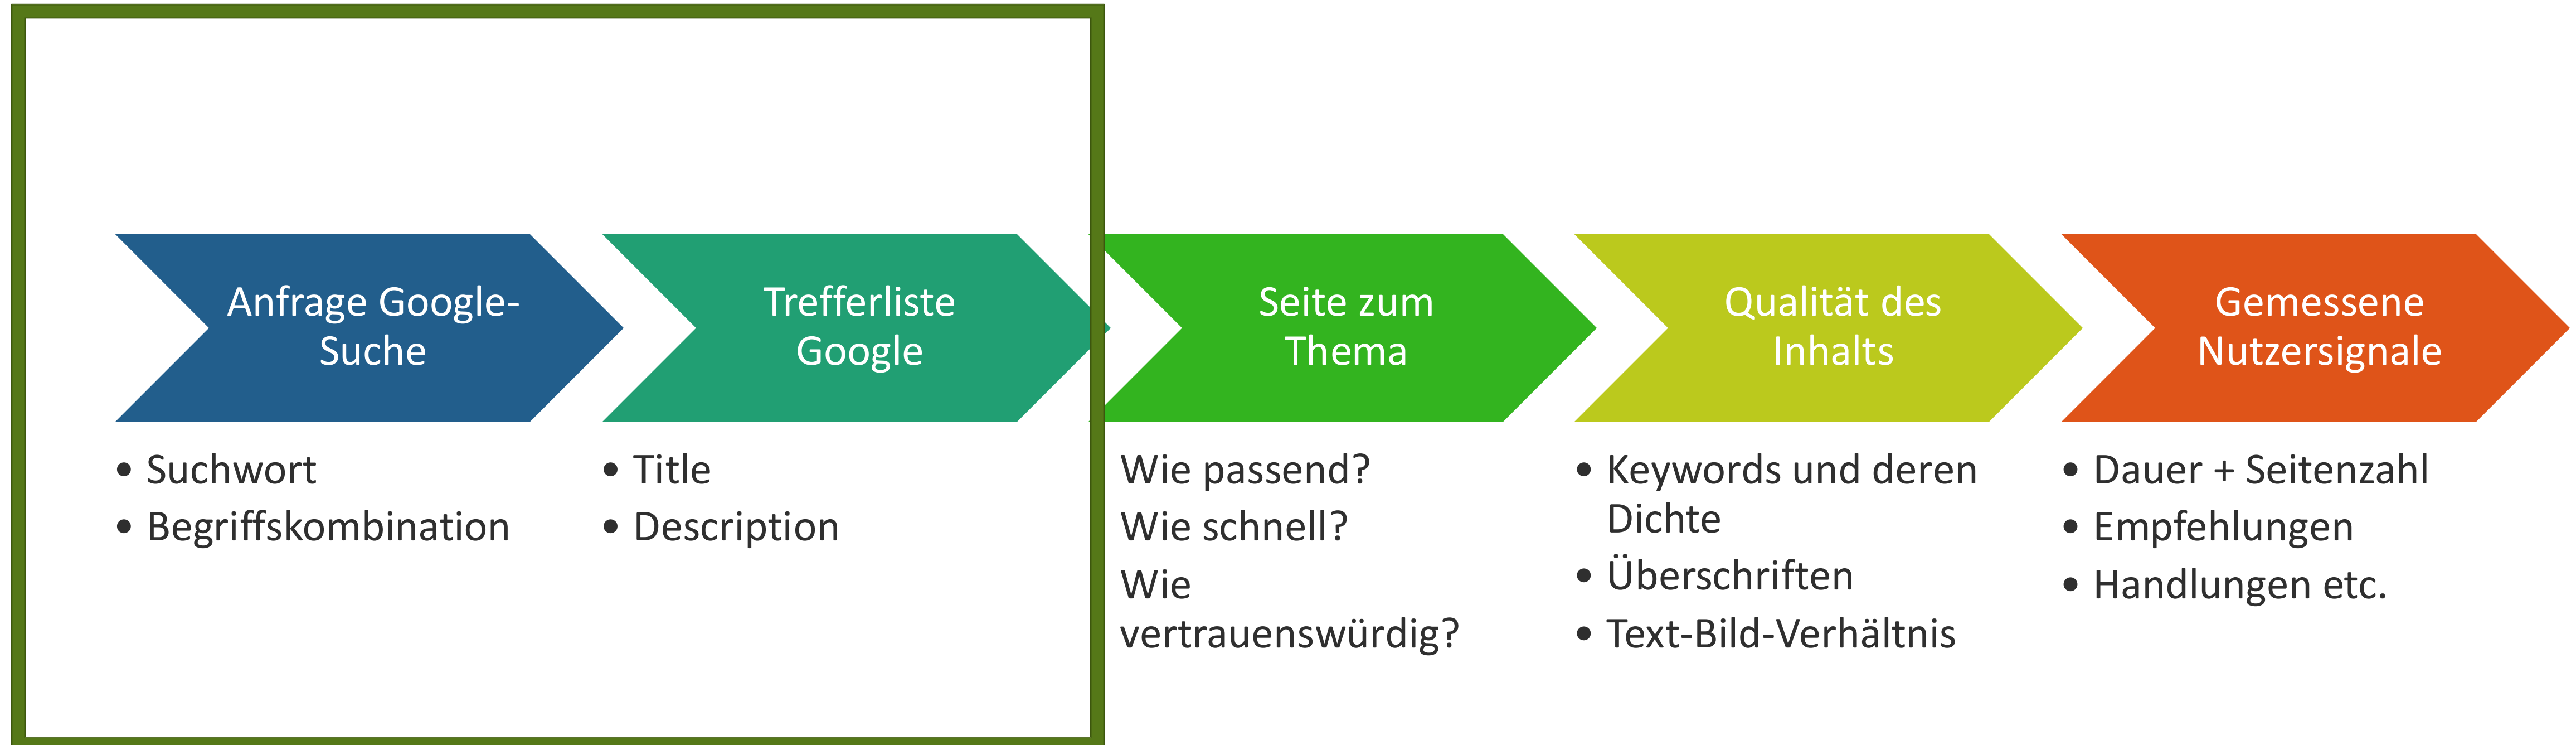 Anfrage Google-
Suche
• Suchwort
• Begriffskombination
Trefferliste
Google
• Title
• Description
Seite zum
Thema
Wie passend?
Wie schnell?
Wie
vertrauenswürdig?
Qualität des
Inhalts
• Keywords und deren
Dichte
• Überschriften
• Text-Bild-Verhältnis
Gemessene
Nutzersignale
• Dauer + Seitenzahl
• Empfehlungen
• Handlungen etc.